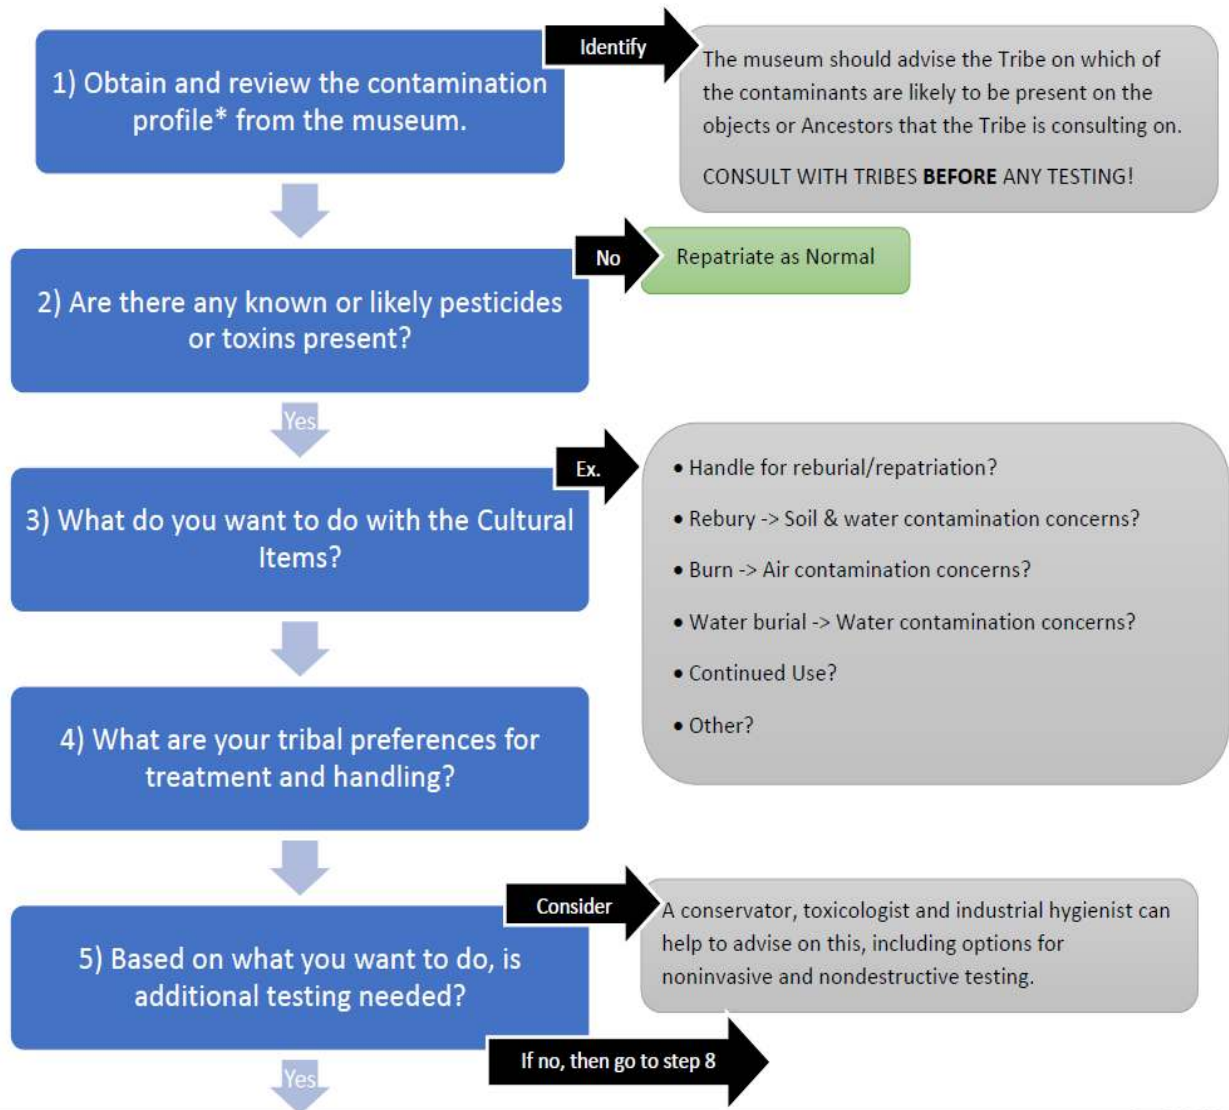 Identify
1) Obtain and review the contamination
profile* from the museum.
The museum should advise the Tribe on which of
the contaminants are likely to be present on the
objects or Ancestors that the Tribe is consulting on.
CONSULT WITH TRIBES BEFORE ANY TESTING!
No
Repatriate as Normal
2) Are there any known or likely pesticides
or toxins present?
Yes
Ex.
3) What do you want to do with the Cultural
Items?
• Handle for reburial/repatriation?
• Rebury -> Soil & water contamination concerns?
• Burn -> Air contamination concerns?
• Water burial -> Water contamination concerns?
• Continued Use?
• Other?
4) What are your tribal preferences for
treatment and handling?
Consider
5) Based on what you want to do, is
additional testing needed?
A conservator, toxicologist and industrial hygienist can
help to advise on this, including options for
noninvasive and nondestructive testing.
If no, then go to step 8
Yes